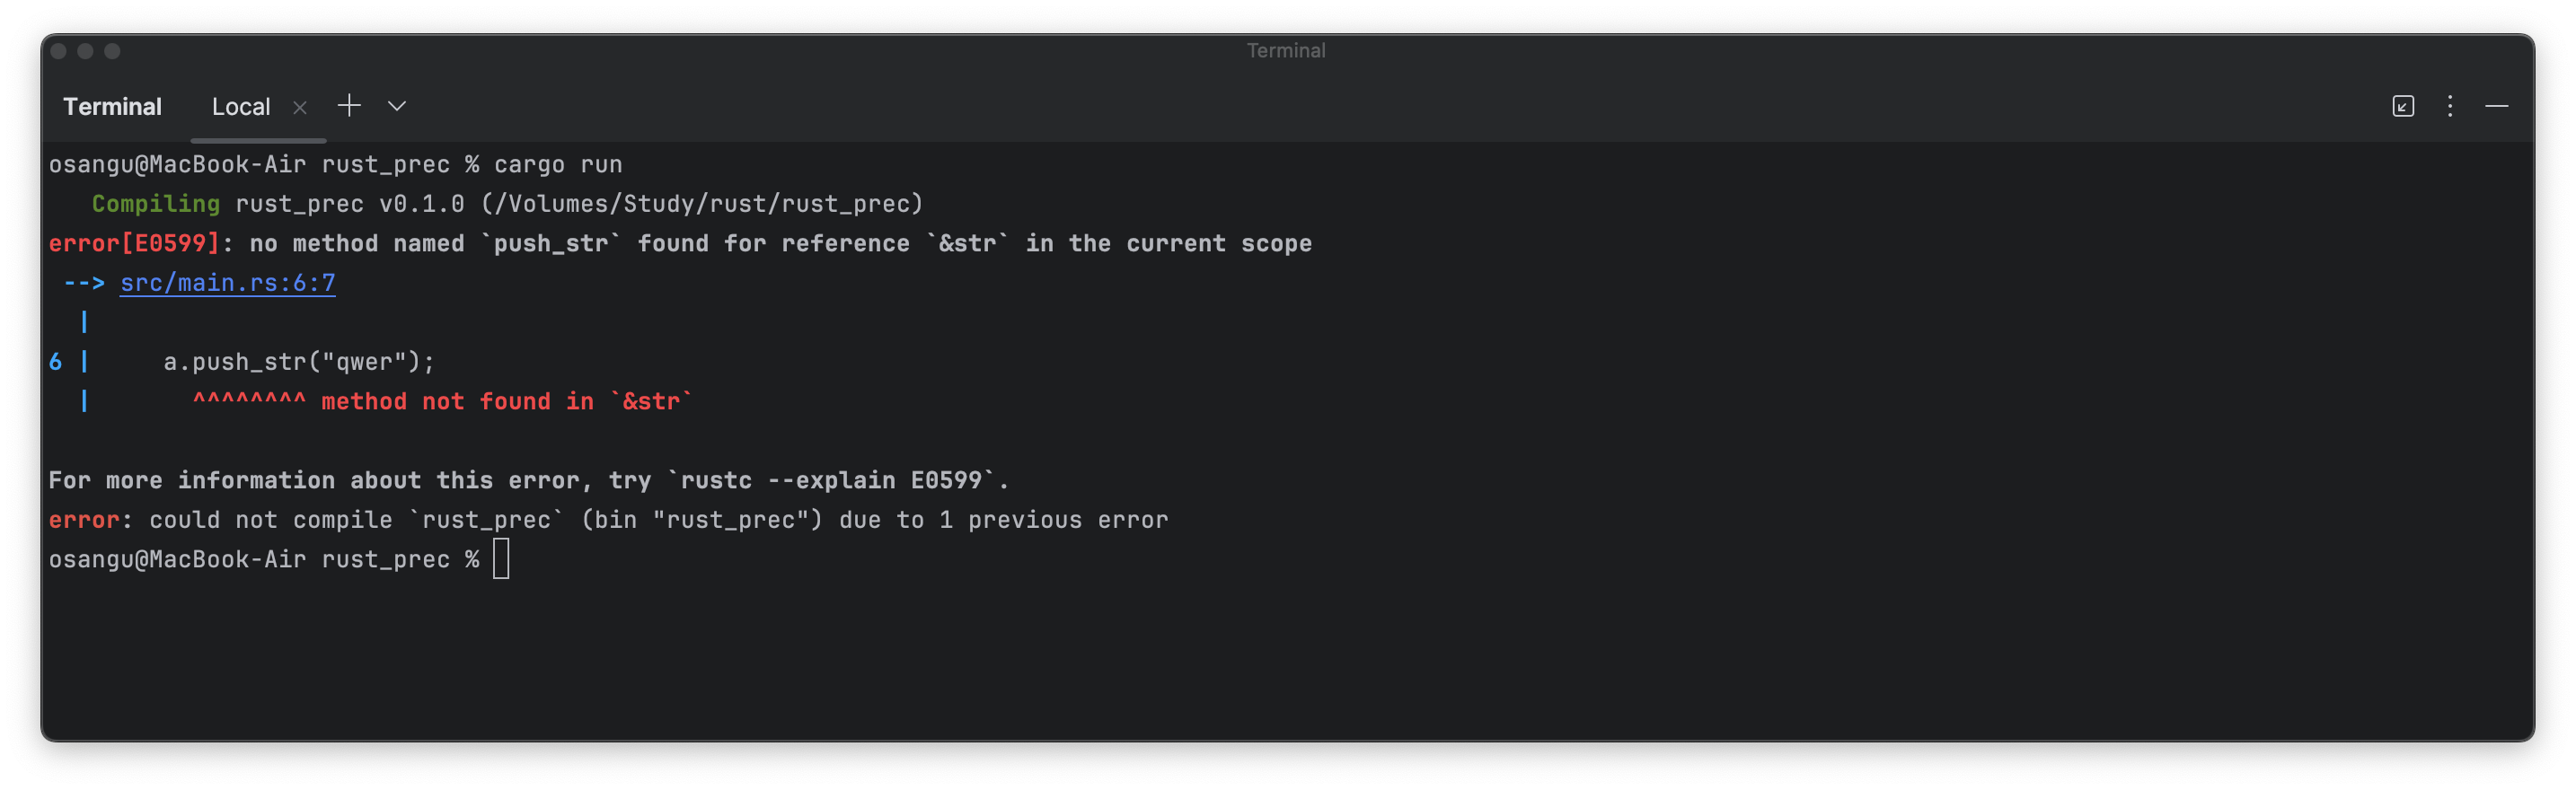 Terminal
Terminal Local
osangu@MacBook-Air rust_prec % cargo run
   Compiling rust_prec v0.1.0 (/Volumes/Study/rust/rust_prec)
error[E0599]: no method named `push_str` found for reference `&str` in the current scope
 --> src/main.rs:6:7
  |
6 |     a.push_str("qwer");
  |       ^^^^^^^^ method not found in `&str`
For more information about this error, try `rustc --explain E0599`.
error: could not compile `rust_prec` (bin "rust_prec") due to 1 previous error
osangu@MacBook-Air rust_prec %